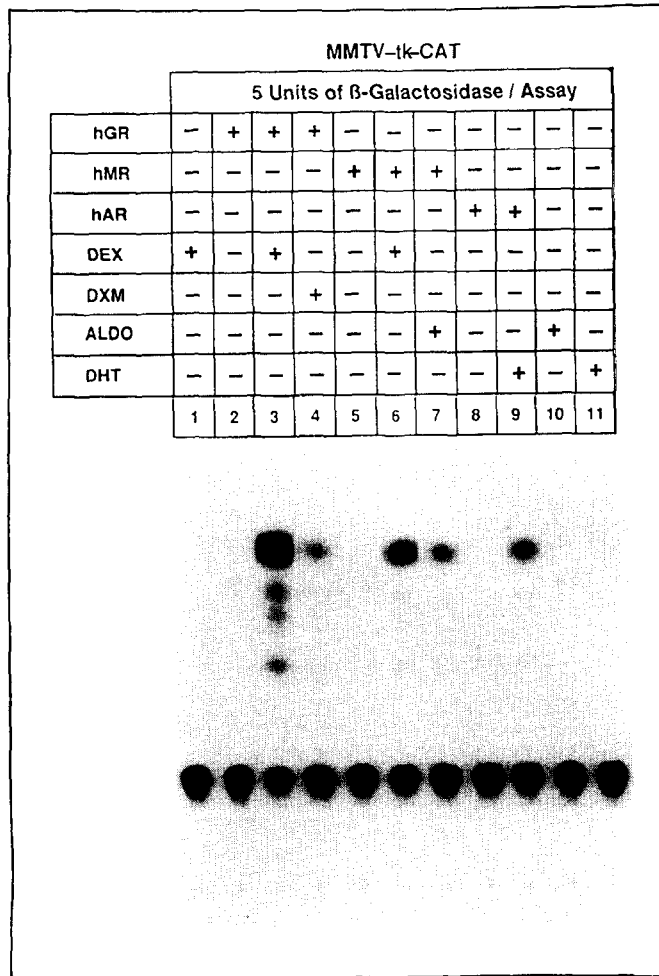 MMTV-tk-CAT
5 Units of ß-Galactosidase / Assay
hGR − + + + − − − − − − −
hMR − − − − + + + − − − −
hAR − − − − − − − + + − −
DEX + − + − − + − − − − −
DXM − − − + − − − − − − −
ALDO − − − − − − + − − + −
DHT − − − − − − − − + − +
1 2 3 4 5 6 7 8 9 10 11